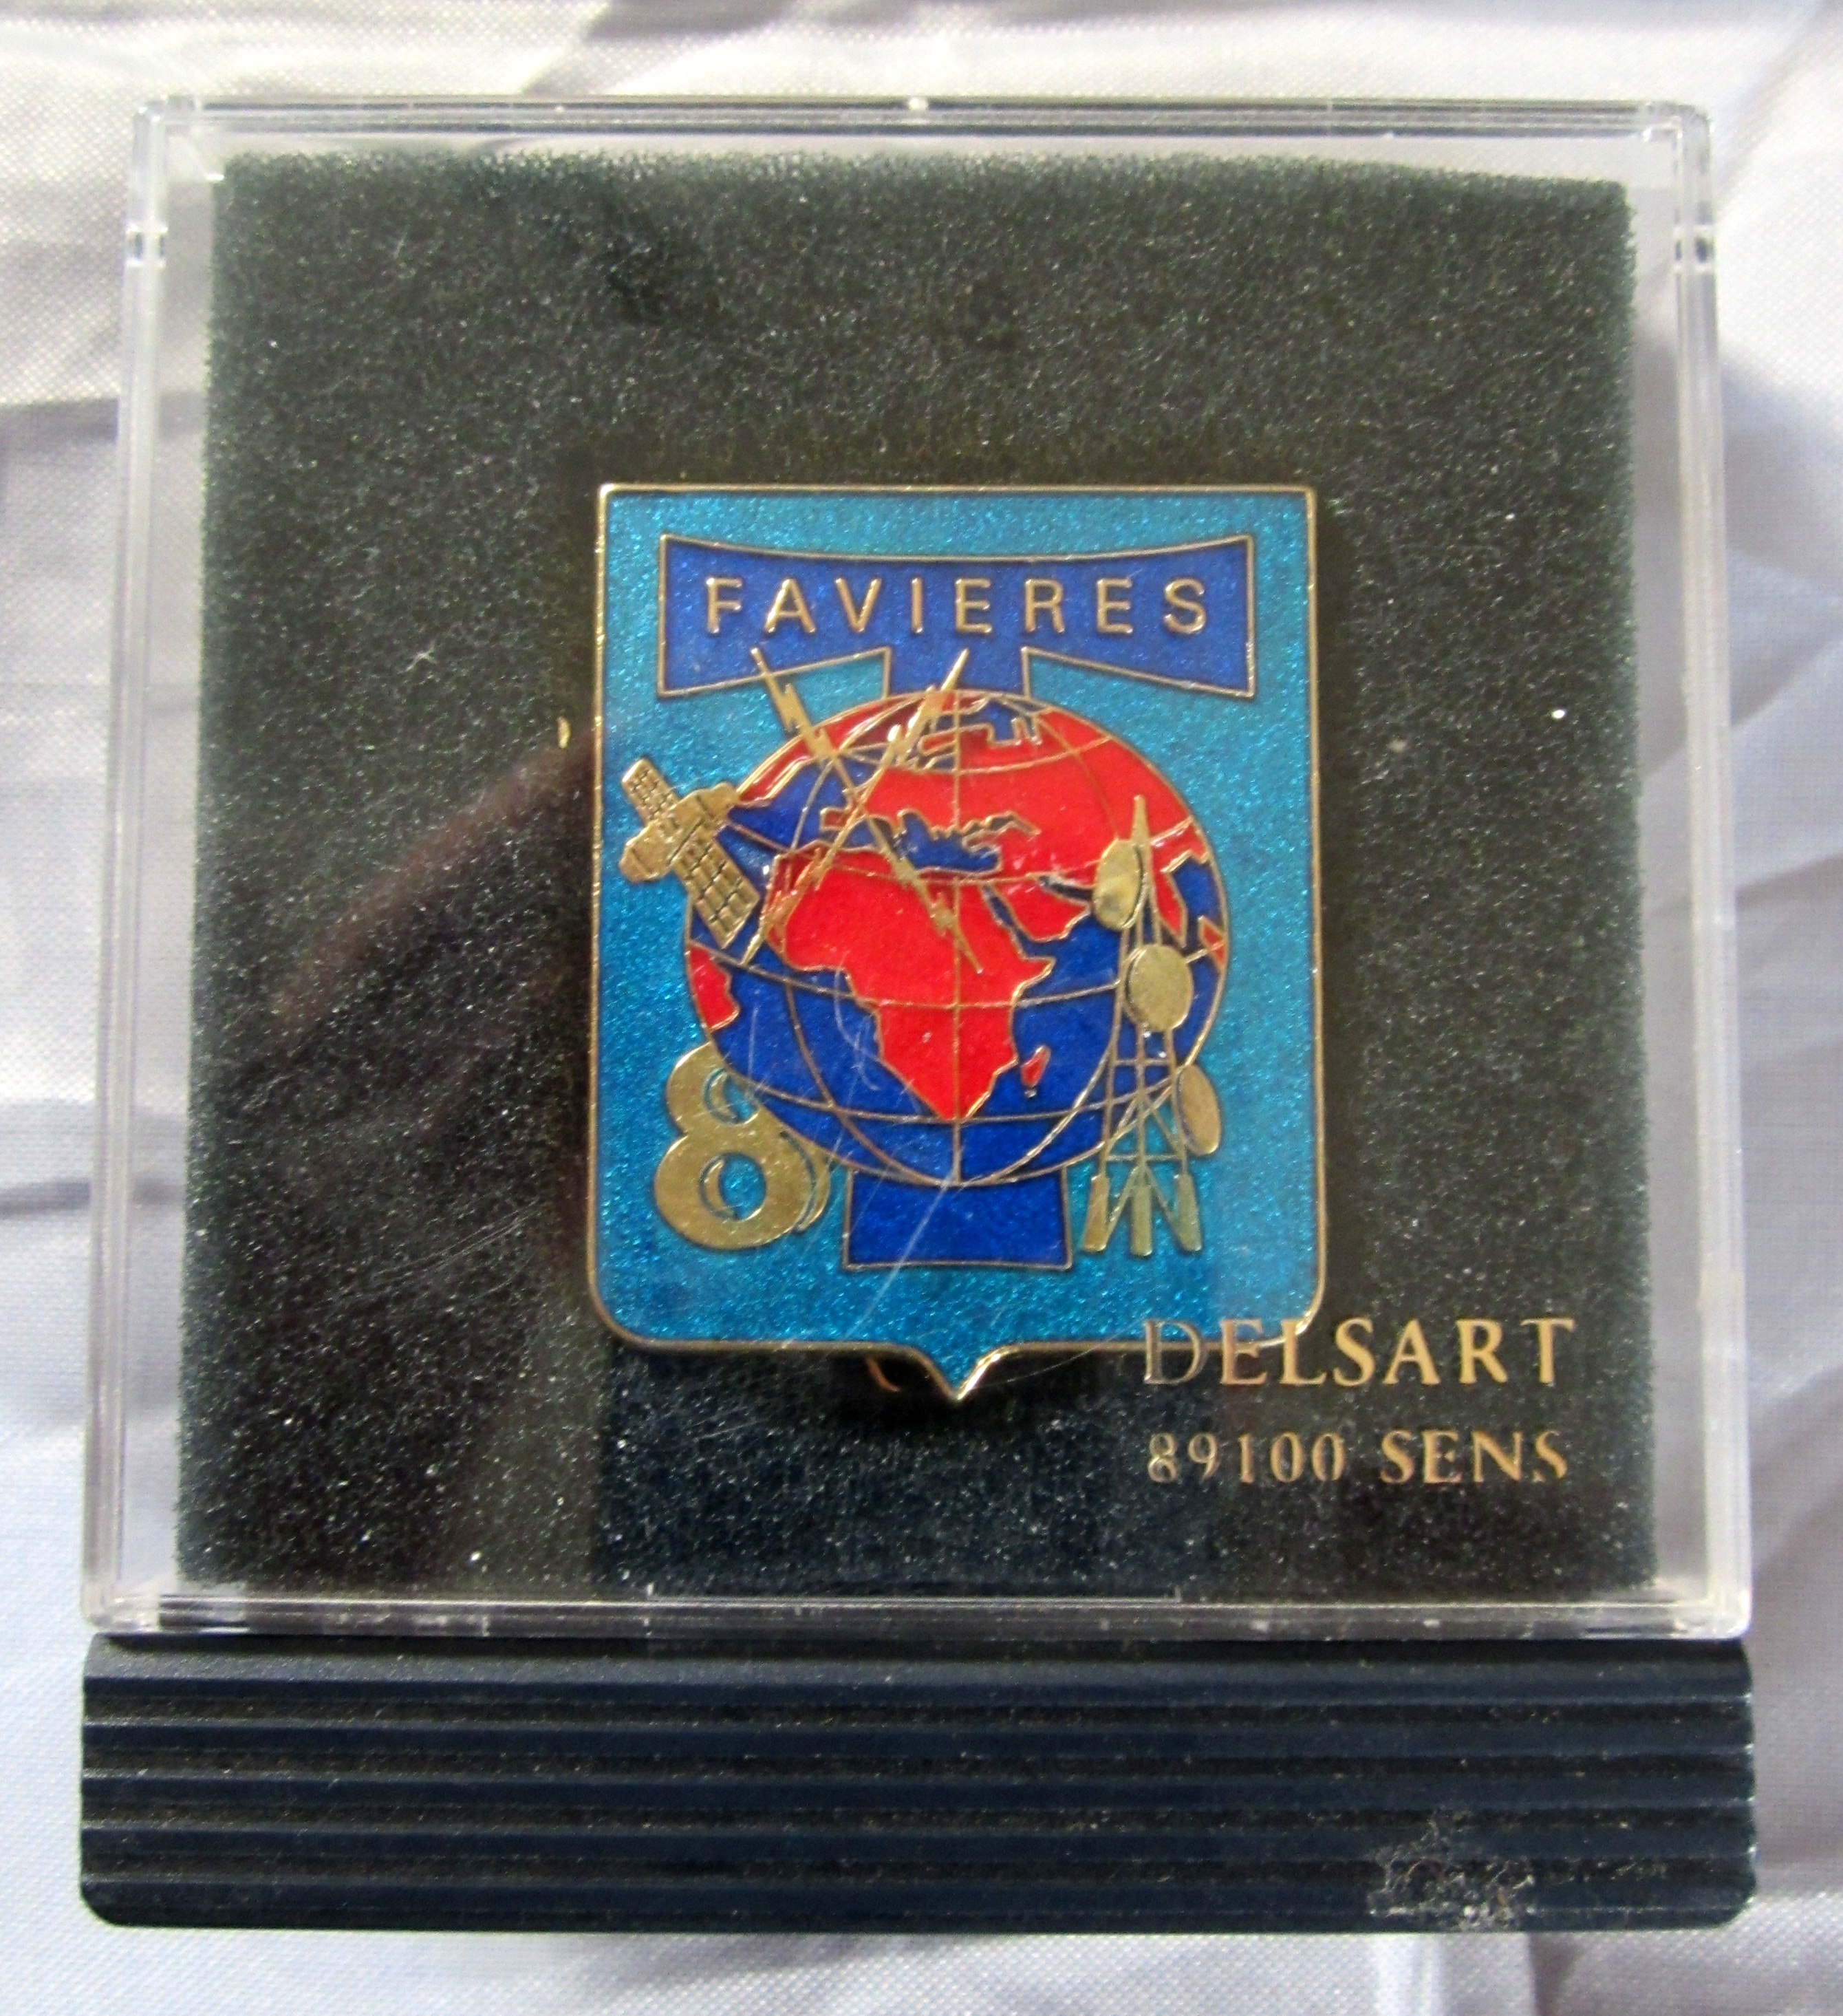 FAVIERES
8
DELSART
89100 SENS